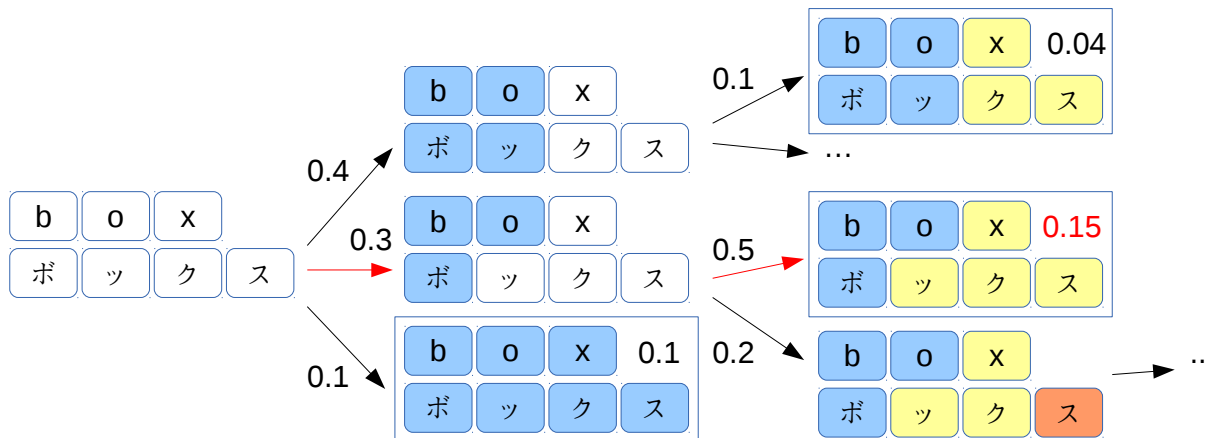 b o x
ボ ッ ク ス
0.4
0.3
0.1
b o x
ボ ッ ク ス
b o x
ボ ッ ク ス
b o x 0.1
ボ ッ ク ス
0.1
0.5
0.2
b o x 0.04
ボ ッ ク ス
...
b o x 0.15
ボ ッ ク ス
b o x
ボ ッ ク ス
..